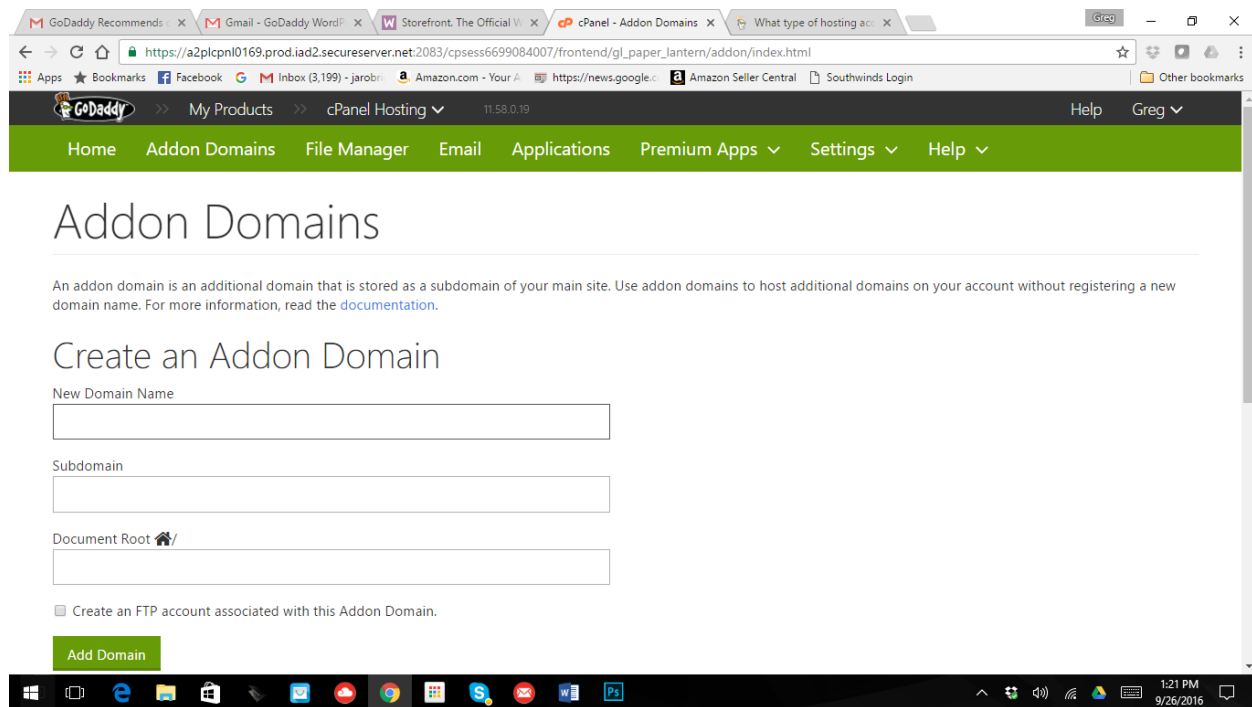 GoDaddy Recommends
Gmail - GoDaddy WordP
Storefront. The Official W
cPanel - Addon Domains
What type of hosting acc
Greg
https://a2plcpnl0169.prod.iad2.secureserver.net:2083/cpsess6699084007/frontend/gl_paper_lantern/addon/index.html
Apps Bookmarks Facebook Inbox (3,199) - jarobri Amazon.com - Your A https://news.google.c Amazon Seller Central Southwinds Login Other bookmarks
GoDaddy My Products cPanel Hosting 11.58.0.19 Help Greg
Home Addon Domains File Manager Email Applications Premium Apps Settings Help
Addon Domains
An addon domain is an additional domain that is stored as a subdomain of your main site. Use addon domains to host additional domains on your account without registering a new
domain name. For more information, read the documentation.
Create an Addon Domain
New Domain Name
Subdomain
Document Root /
Create an FTP account associated with this Addon Domain.
Add Domain
1:21 PM
9/26/2016